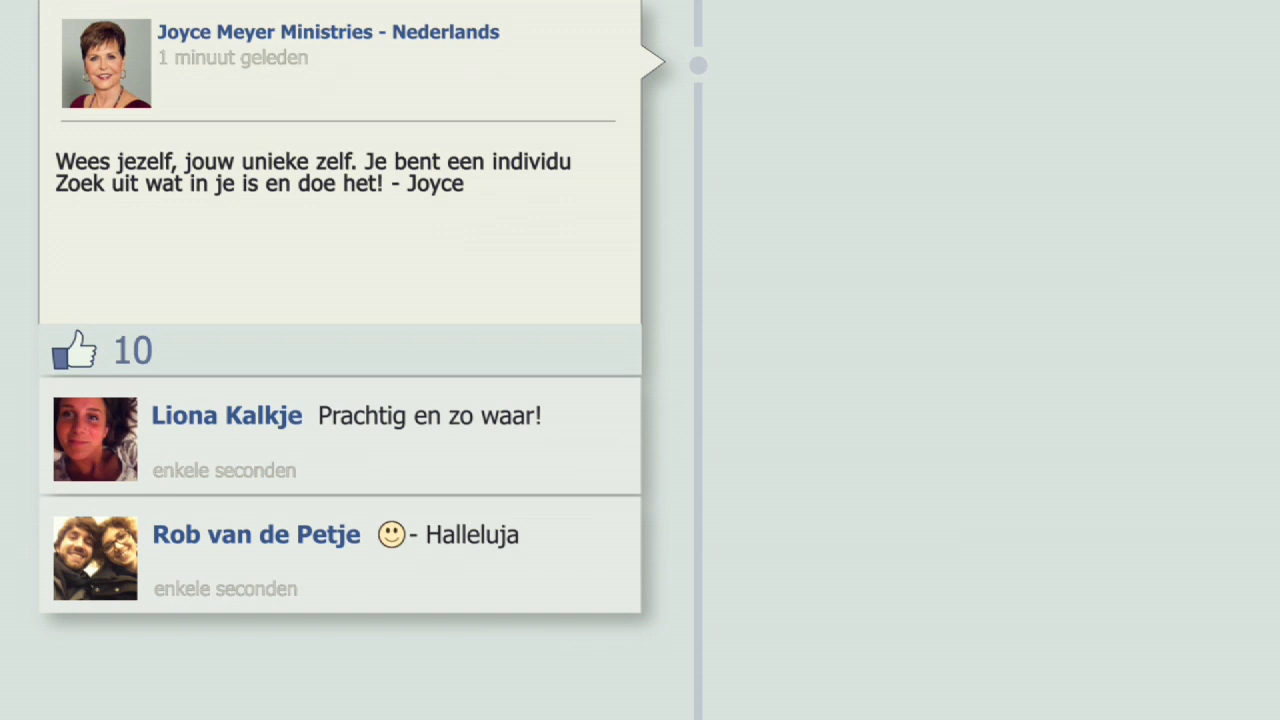 Joyce Meyer Ministries - Nederlands
1 minuut geleden
Wees jezelf, jouw unieke zelf. Je bent een individu
Zoek uit wat in je is en doe het! - Joyce
10
Liona Kalkje Prachtig en zo waar!
enkele seconden
Rob van de Petje 🙂- Halleluja
enkele seconden